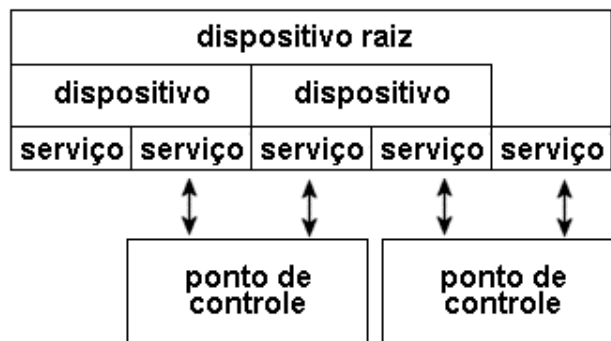 dispositivo raiz
dispositivo dispositivo
serviço serviço serviço serviço serviço
ponto de
controle
ponto de
controle